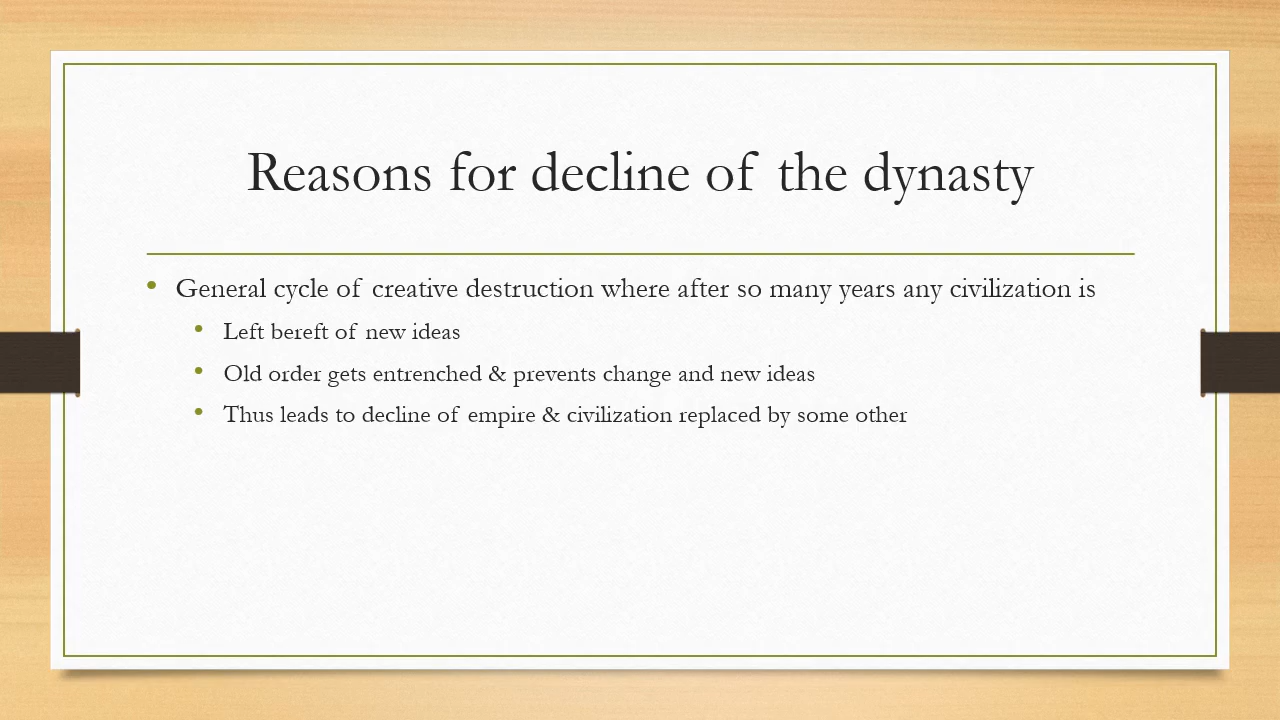 Reasons for decline of the dynasty
• General cycle of creative destruction where after so many years any civilization is
• Left bereft of new ideas
• Old order gets entrenched & prevents change and new ideas
• Thus leads to decline of empire & civilization replaced by some other